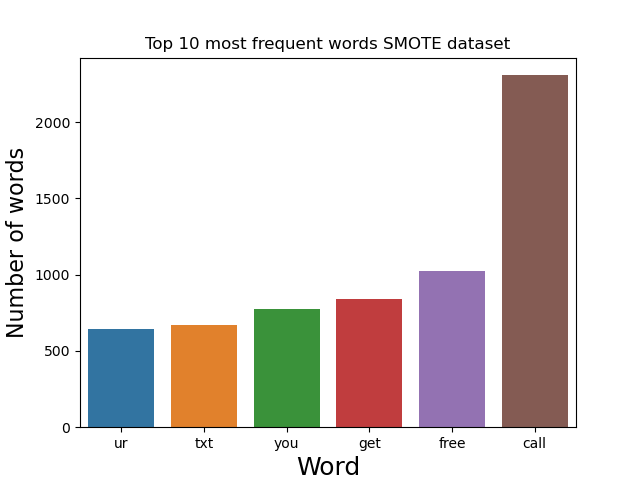 Top 10 most frequent words SMOTE dataset
Number of words
2000
1500
1000
500
0
ur txt you get free call
Word